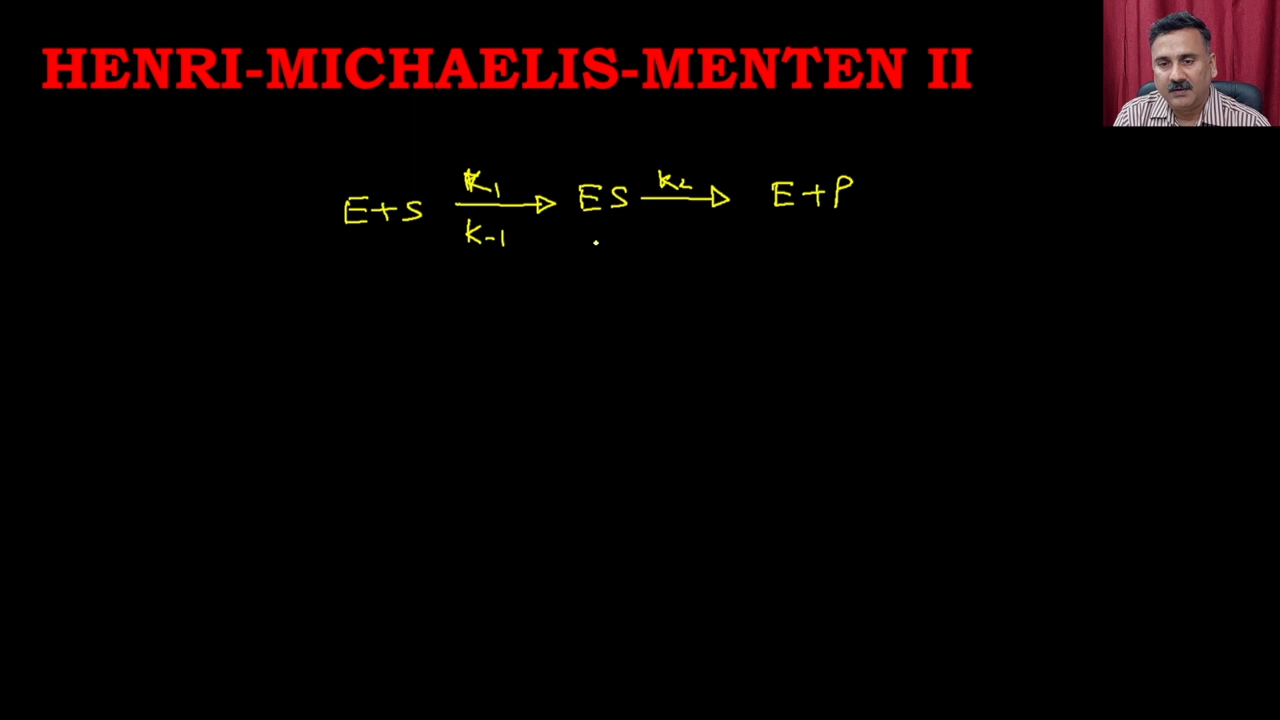 HENRI-MICHAELIS-MENTEN II
K1 K2
E+S ES E+P
K-1